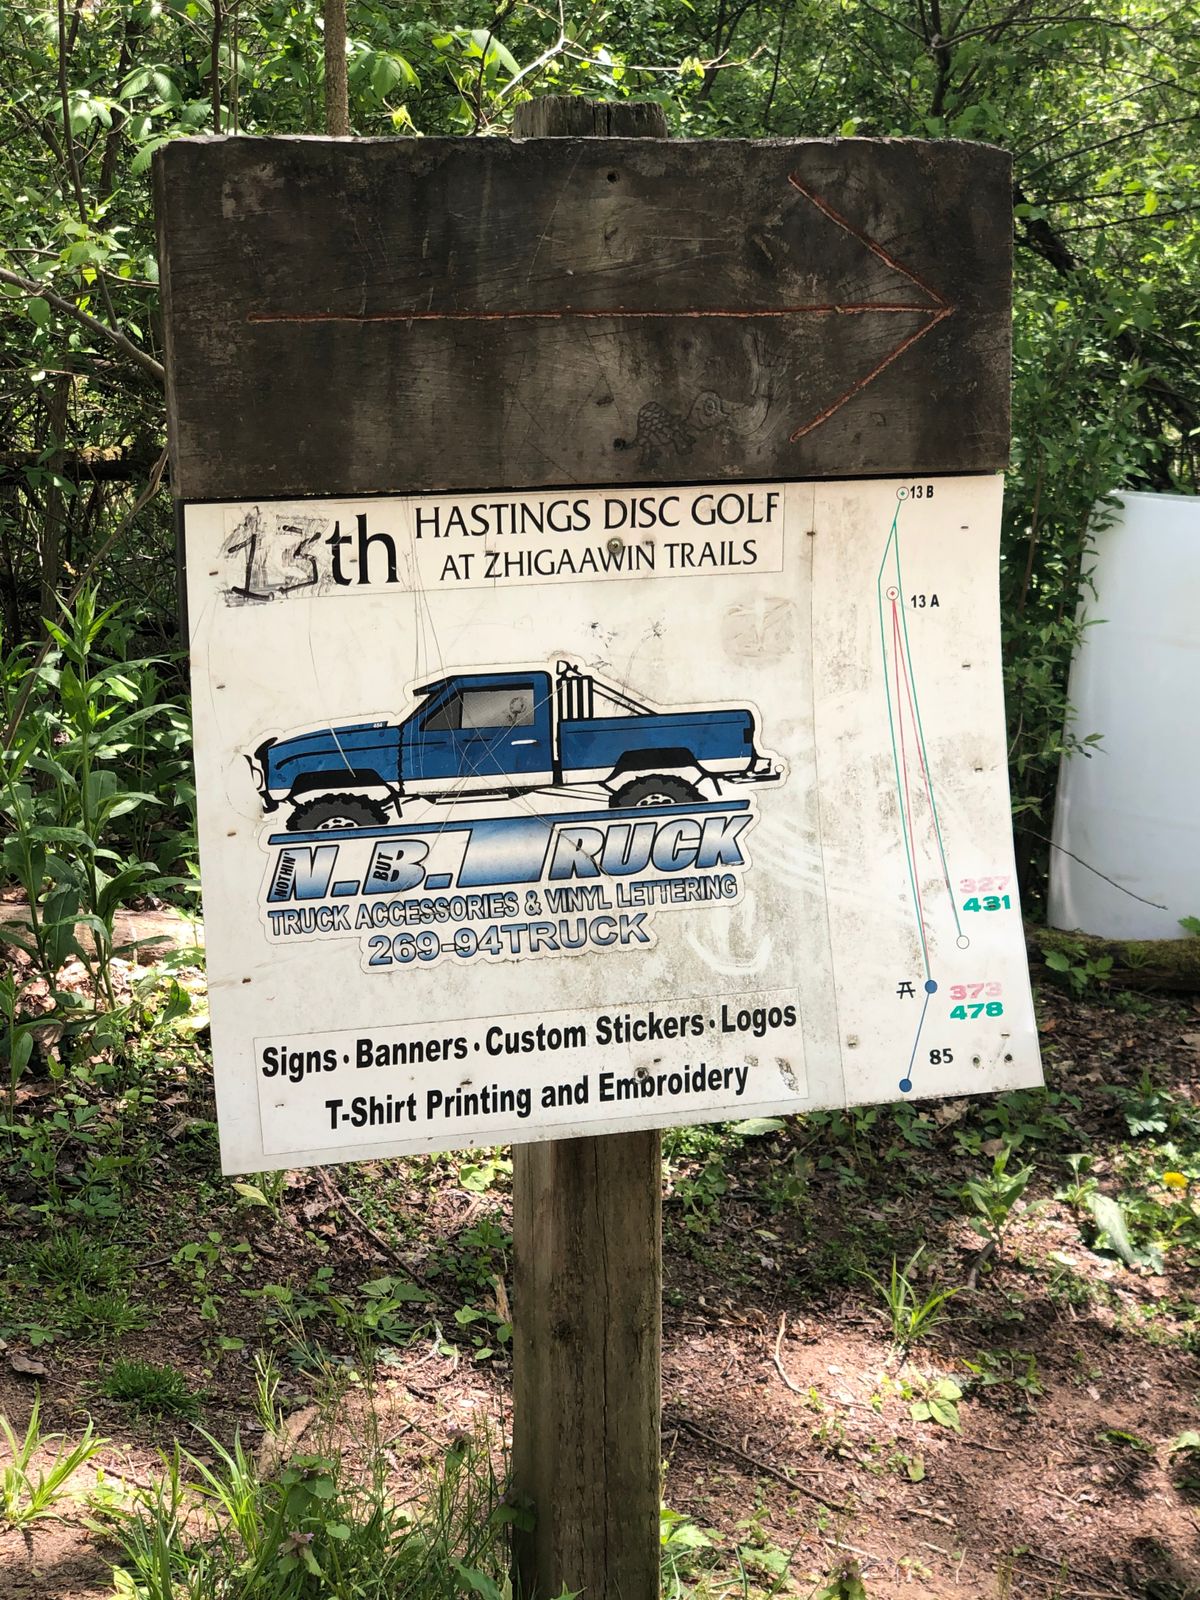 13th
HASTINGS DISC GOLF
AT ZHIGAAWIN TRAILS
NOTHIN' N. BUT B. TRUCK
TRUCK ACCESSORIES & VINYL LETTERING
269-94TRUCK
Signs · Banners · Custom Stickers · Logos
T-Shirt Printing and Embroidery
13 B
13 A
327
431
373
478
85